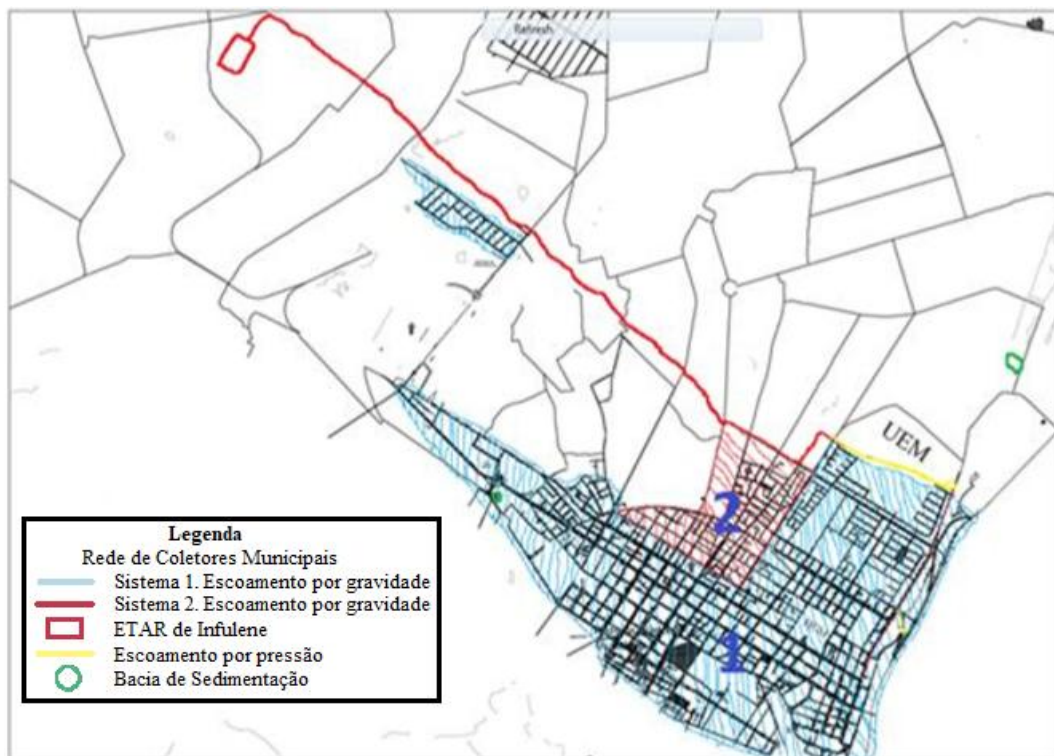 Refresh
UEM
2
1
Legenda
Rede de Coletores Municipais
Sistema 1. Escoamento por gravidade
Sistema 2. Escoamento por gravidade
ETAR de Infulene
Escoamento por pressão
Bacia de Sedimentação